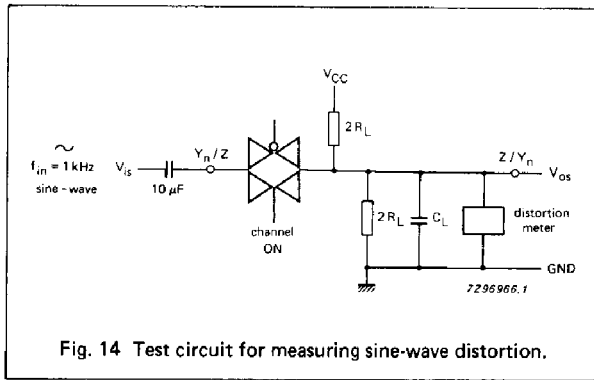 V_CC
2R_L
∼
f_in = 1 kHz
sine - wave
V_is
10 μF
Y_n / Z
channel
ON
2R_L
C_L
Z / Y_n
V_os
distortion
meter
GND
7296966.1
Fig. 14 Test circuit for measuring sine-wave distortion.